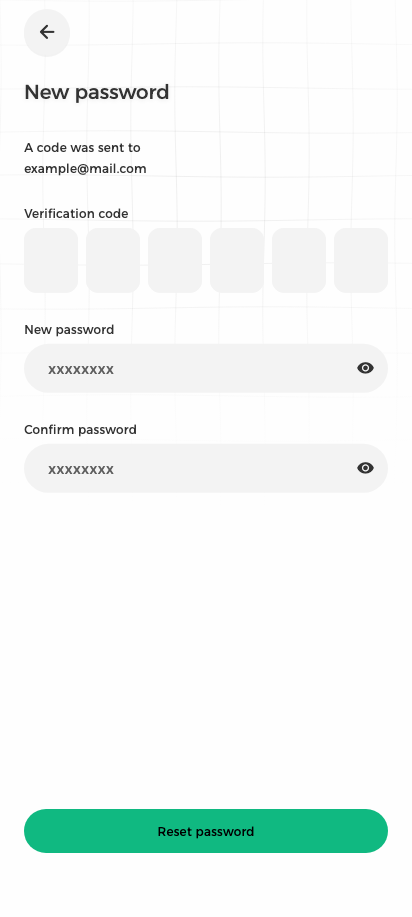 New password
A code was sent to
example@mail.com
Verification code
New password
xxxxxxxx
Confirm password
xxxxxxxx
Reset password